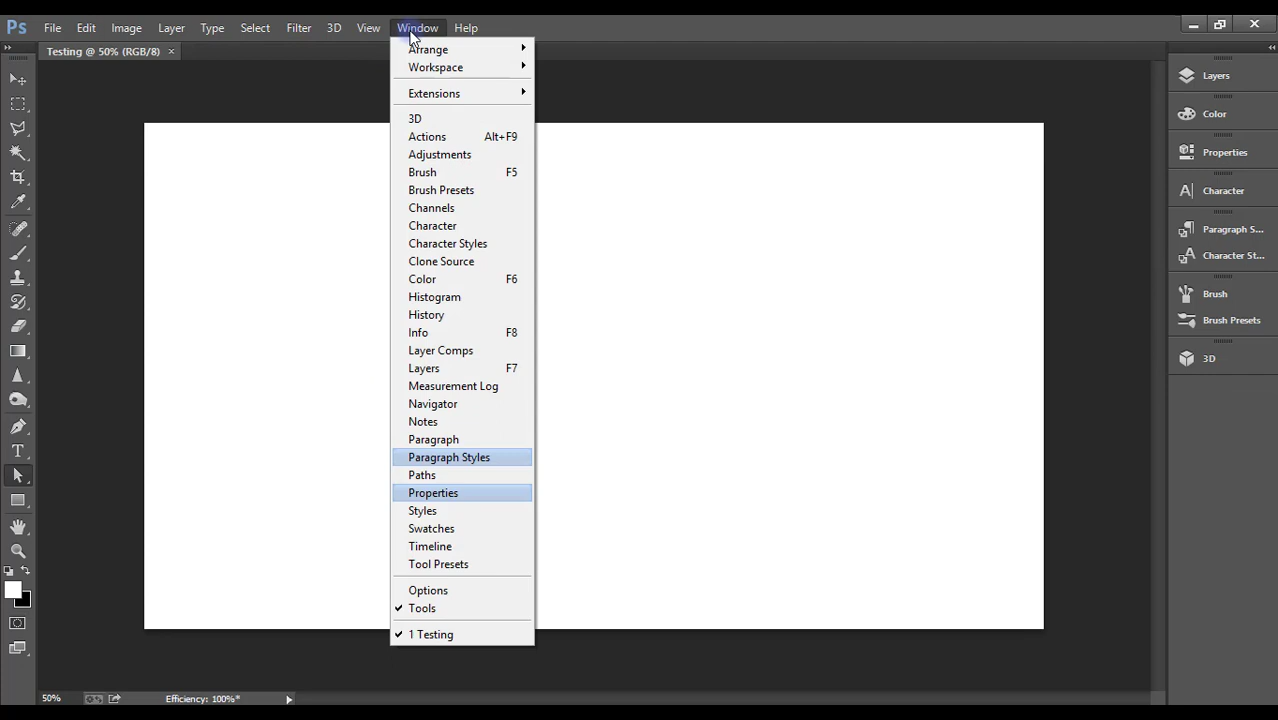 Ps File Edit Image Layer Type Select Filter 3D View Window Help
Testing @ 50% (RGB/8) ×
Arrange
Workspace
Extensions
3D
Actions Alt+F9
Adjustments
Brush F5
Brush Presets
Channels
Character
Character Styles
Clone Source
Color F6
Histogram
History
Info F8
Layer Comps
Layers F7
Measurement Log
Navigator
Notes
Paragraph
Paragraph Styles
Paths
Properties
Styles
Swatches
Timeline
Tool Presets
Options
Tools
1 Testing
Layers
Color
Properties
Character
Paragraph S...
Character St...
Brush
Brush Presets
3D
50% Efficiency: 100%*